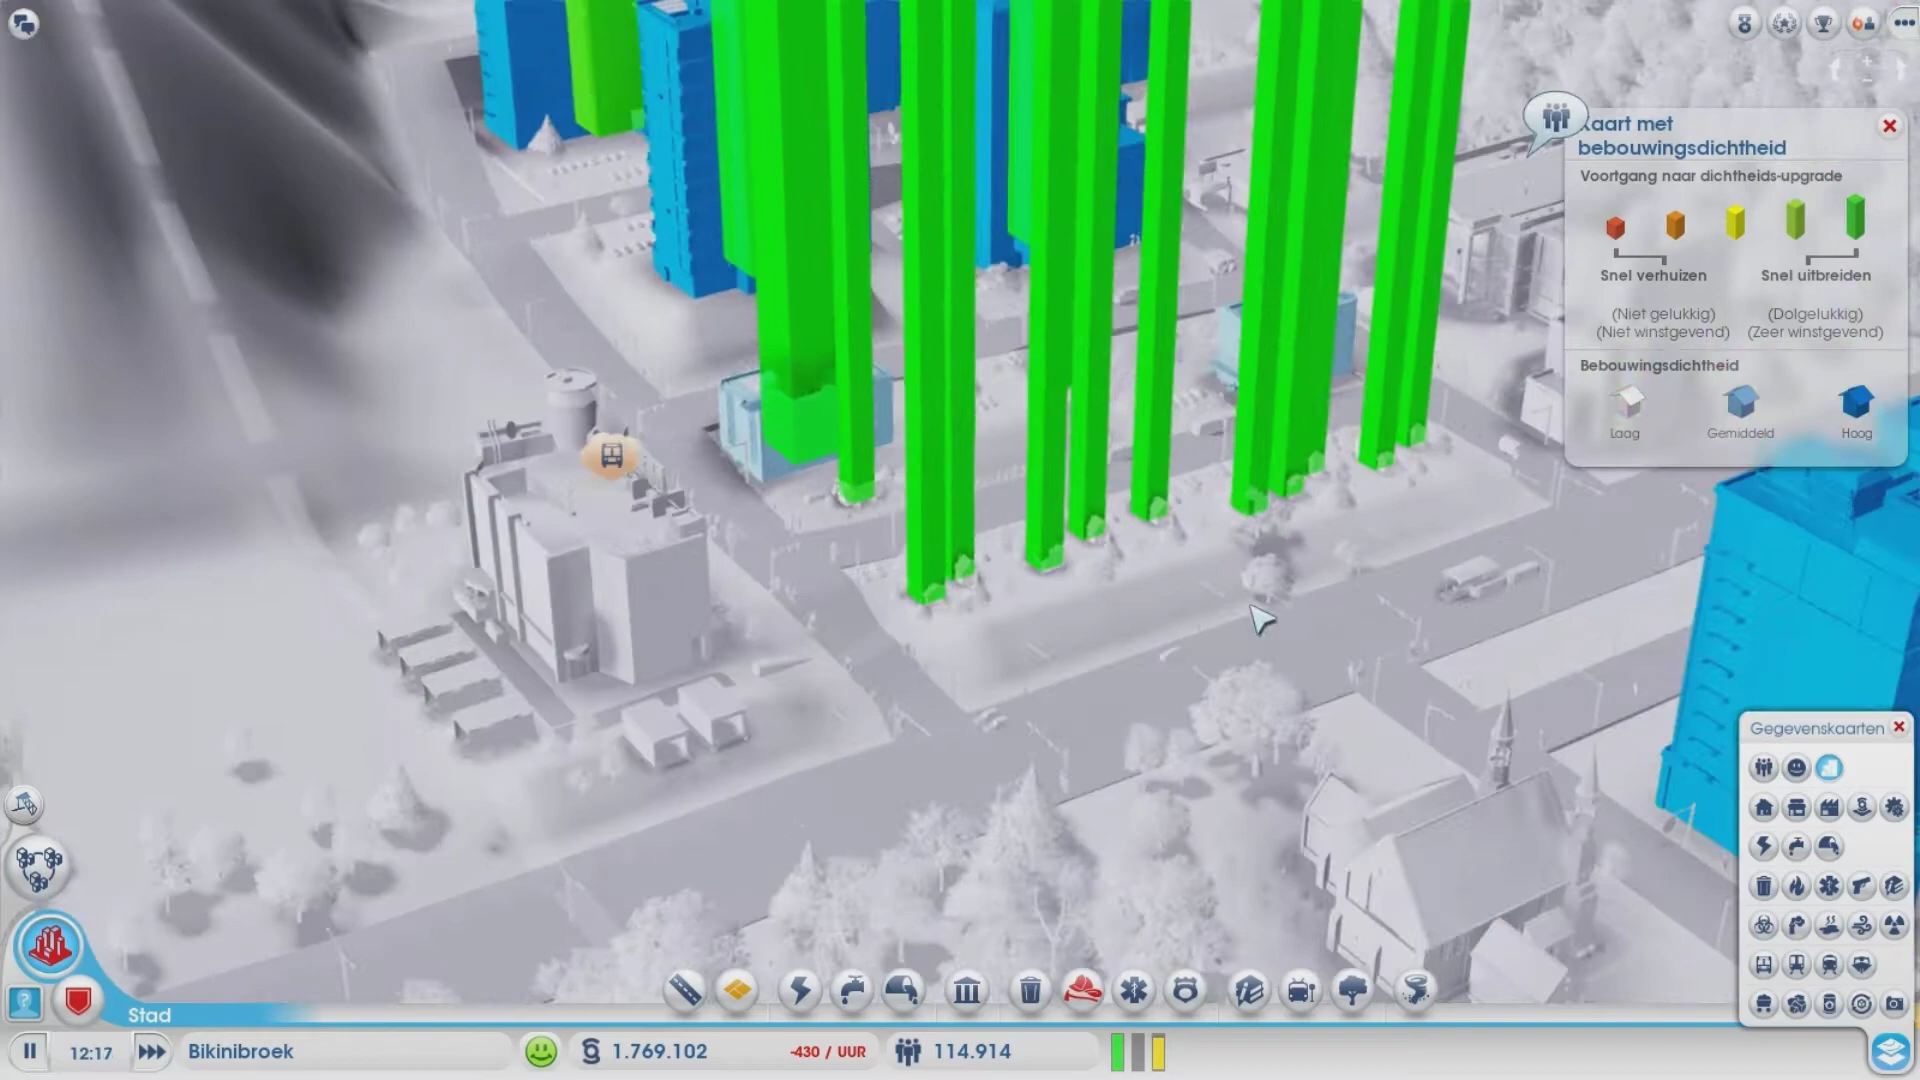 Kaart met
bebouwingsdichtheid
Voortgang naar dichtheids-upgrade
Snel verhuizen
Snel uitbreiden
(Niet gelukkig)
(Dolgelukkig)
(Niet winstgevend)
(Zeer winstgevend)
Bebouwingsdichtheid
Laag
Gemiddeld
Hoog
Gegevenskaarten
Stad
12:17
Bikinibroek
1.769.102
-430 / UUR
114.914